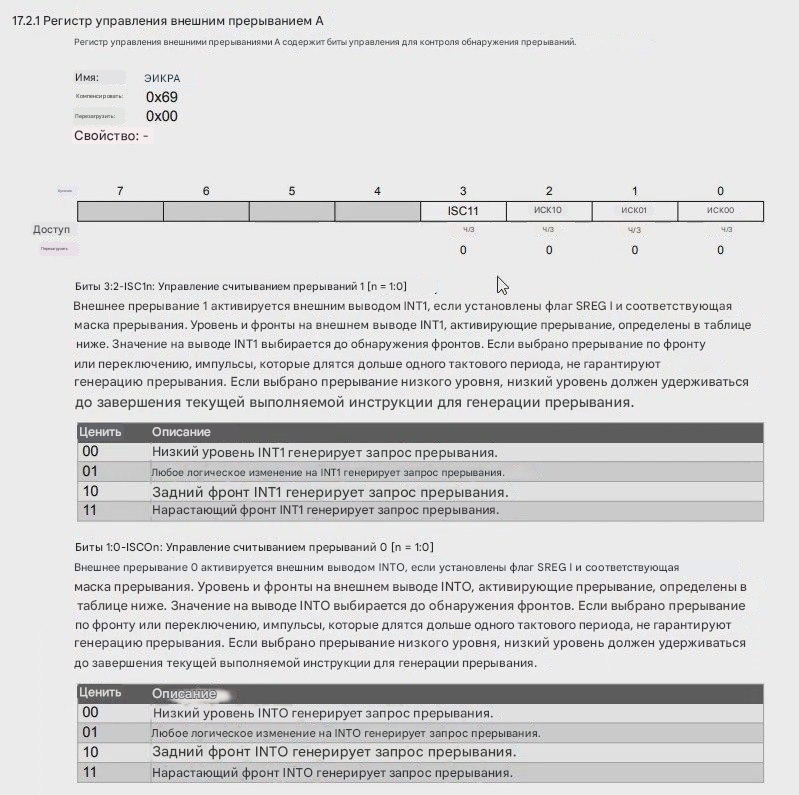 17.2.1 Регистр управления внешним прерыванием А
Регистр управления внешними прерываниями А содержит биты управления для контроля обнаружения прерываний.
Имя: ЭИКРА
Компенсировать: 0x69
Перезагрузить: 0x00
Свойство: -
7 6 5 4 3 2 1 0
ISC11 ИСК10 ИСК01 ИСК00
Доступ Ч/З Ч/З Ч/З Ч/З
Перезагрузить 0 0 0 0
Биты 3:2-ISC1n: Управление считыванием прерываний 1 [n = 1:0]
Внешнее прерывание 1 активируется внешним выводом INT1, если установлены флаг SREG I и соответствующая
маска прерывания. Уровень и фронты на внешнем выводе INT1, активирующие прерывание, определены в таблице
ниже. Значение на выводе INT1 выбирается до обнаружения фронтов. Если выбрано прерывание по фронту
или переключению, импульсы, которые длятся дольше одного тактового периода, не гарантируют
генерацию прерывания. Если выбрано прерывание низкого уровня, низкий уровень должен удерживаться
до завершения текущей выполняемой инструкции для генерации прерывания.
Ценить Описание
00 Низкий уровень INT1 генерирует запрос прерывания.
01 Любое логическое изменение на INT1 генерирует запрос прерывания.
10 Задний фронт INT1 генерирует запрос прерывания.
11 Нарастающий фронт INT1 генерирует запрос прерывания.
Биты 1:0-ISCOn: Управление считыванием прерываний 0 [n = 1:0]
Внешнее прерывание 0 активируется внешним выводом INTO, если установлены флаг SREG I и соответствующая
маска прерывания. Уровень и фронты на внешнем выводе INTO, активирующие прерывание, определены в
таблице ниже. Значение на выводе INTO выбирается до обнаружения фронтов. Если выбрано прерывание
по фронту или переключению, импульсы, которые длятся дольше одного тактового периода, не гарантируют
генерацию прерывания. Если выбрано прерывание низкого уровня, низкий уровень должен удерживаться
до завершения текущей выполняемой инструкции для генерации прерывания.
Ценить Описание
00 Низкий уровень INTO генерирует запрос прерывания.
01 Любое логическое изменение на INTO генерирует запрос прерывания.
10 Задний фронт INTO генерирует запрос прерывания.
11 Нарастающий фронт INTO генерирует запрос прерывания.